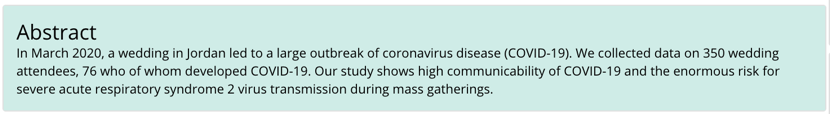 Abstract
In March 2020, a wedding in Jordan led to a large outbreak of coronavirus disease (COVID-19). We collected data on 350 wedding
attendees, 76 who of whom developed COVID-19. Our study shows high communicability of COVID-19 and the enormous risk for
severe acute respiratory syndrome 2 virus transmission during mass gatherings.